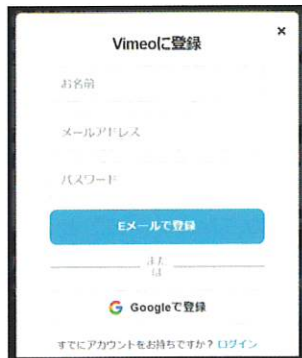 ×
Vimeoに登録
お名前
メールアドレス
パスワード
Eメールで登録
また
は
Googleで登録
すでにアカウントをお持ちですか？ ログイン